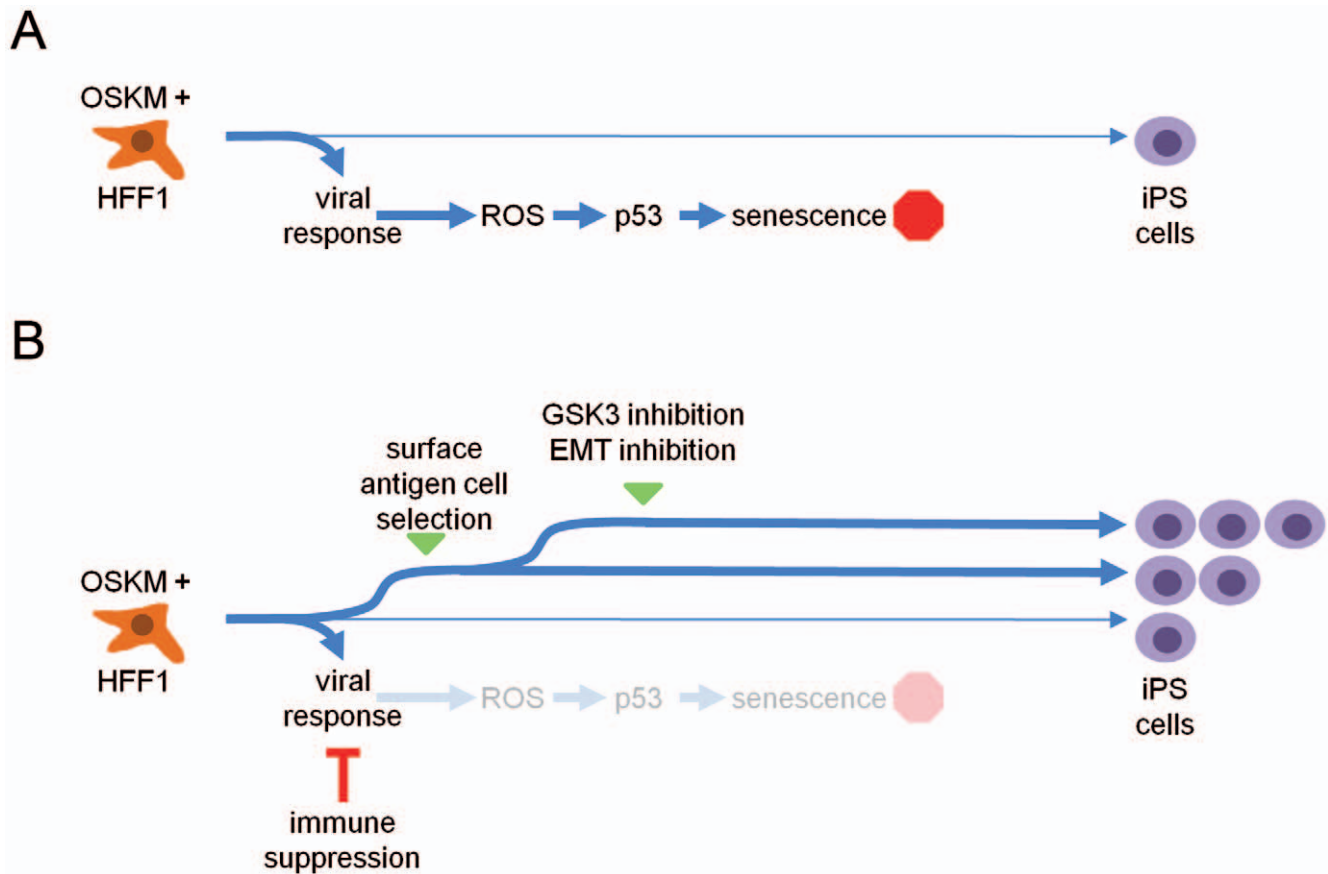 A
OSKM +
HFF1
viral
response
ROS
p53
senescence
iPS
cells
B
GSK3 inhibition
EMT inhibition
surface
antigen cell
selection
OSKM +
HFF1
viral
response
ROS
p53
senescence
iPS
cells
immune
suppression